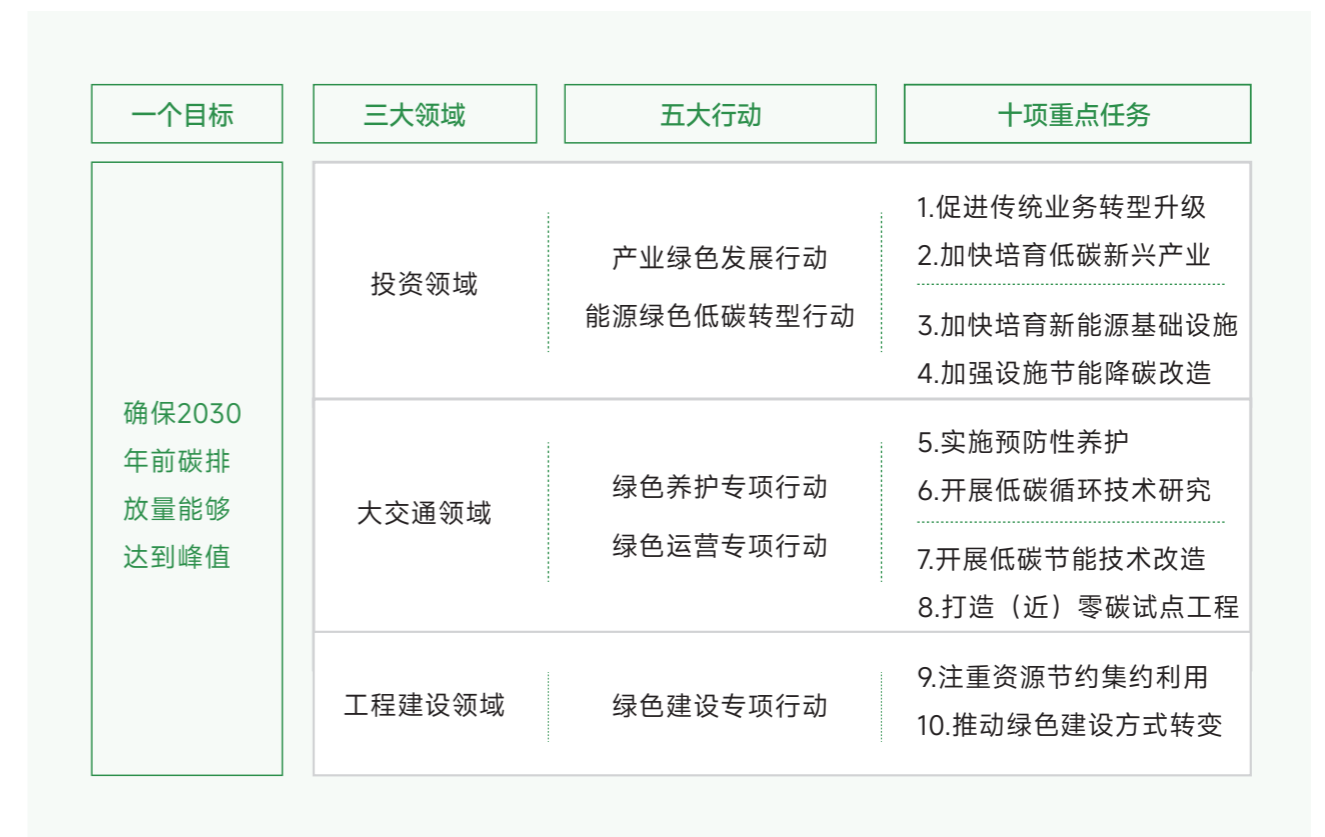 一个目标
三大领域
五大行动
十项重点任务
确保2030
年前碳排
放量能够
达到峰值
投资领域
产业绿色发展行动
能源绿色低碳转型行动
1.促进传统业务转型升级
2.加快培育低碳新兴产业
3.加快培育新能源基础设施
4.加强设施节能降碳改造
大交通领域
绿色养护专项行动
绿色运营专项行动
5.实施预防性养护
6.开展低碳循环技术研究
7.开展低碳节能技术改造
8.打造（近）零碳试点工程
工程建设领域
绿色建设专项行动
9.注重资源节约集约利用
10.推动绿色建设方式转变